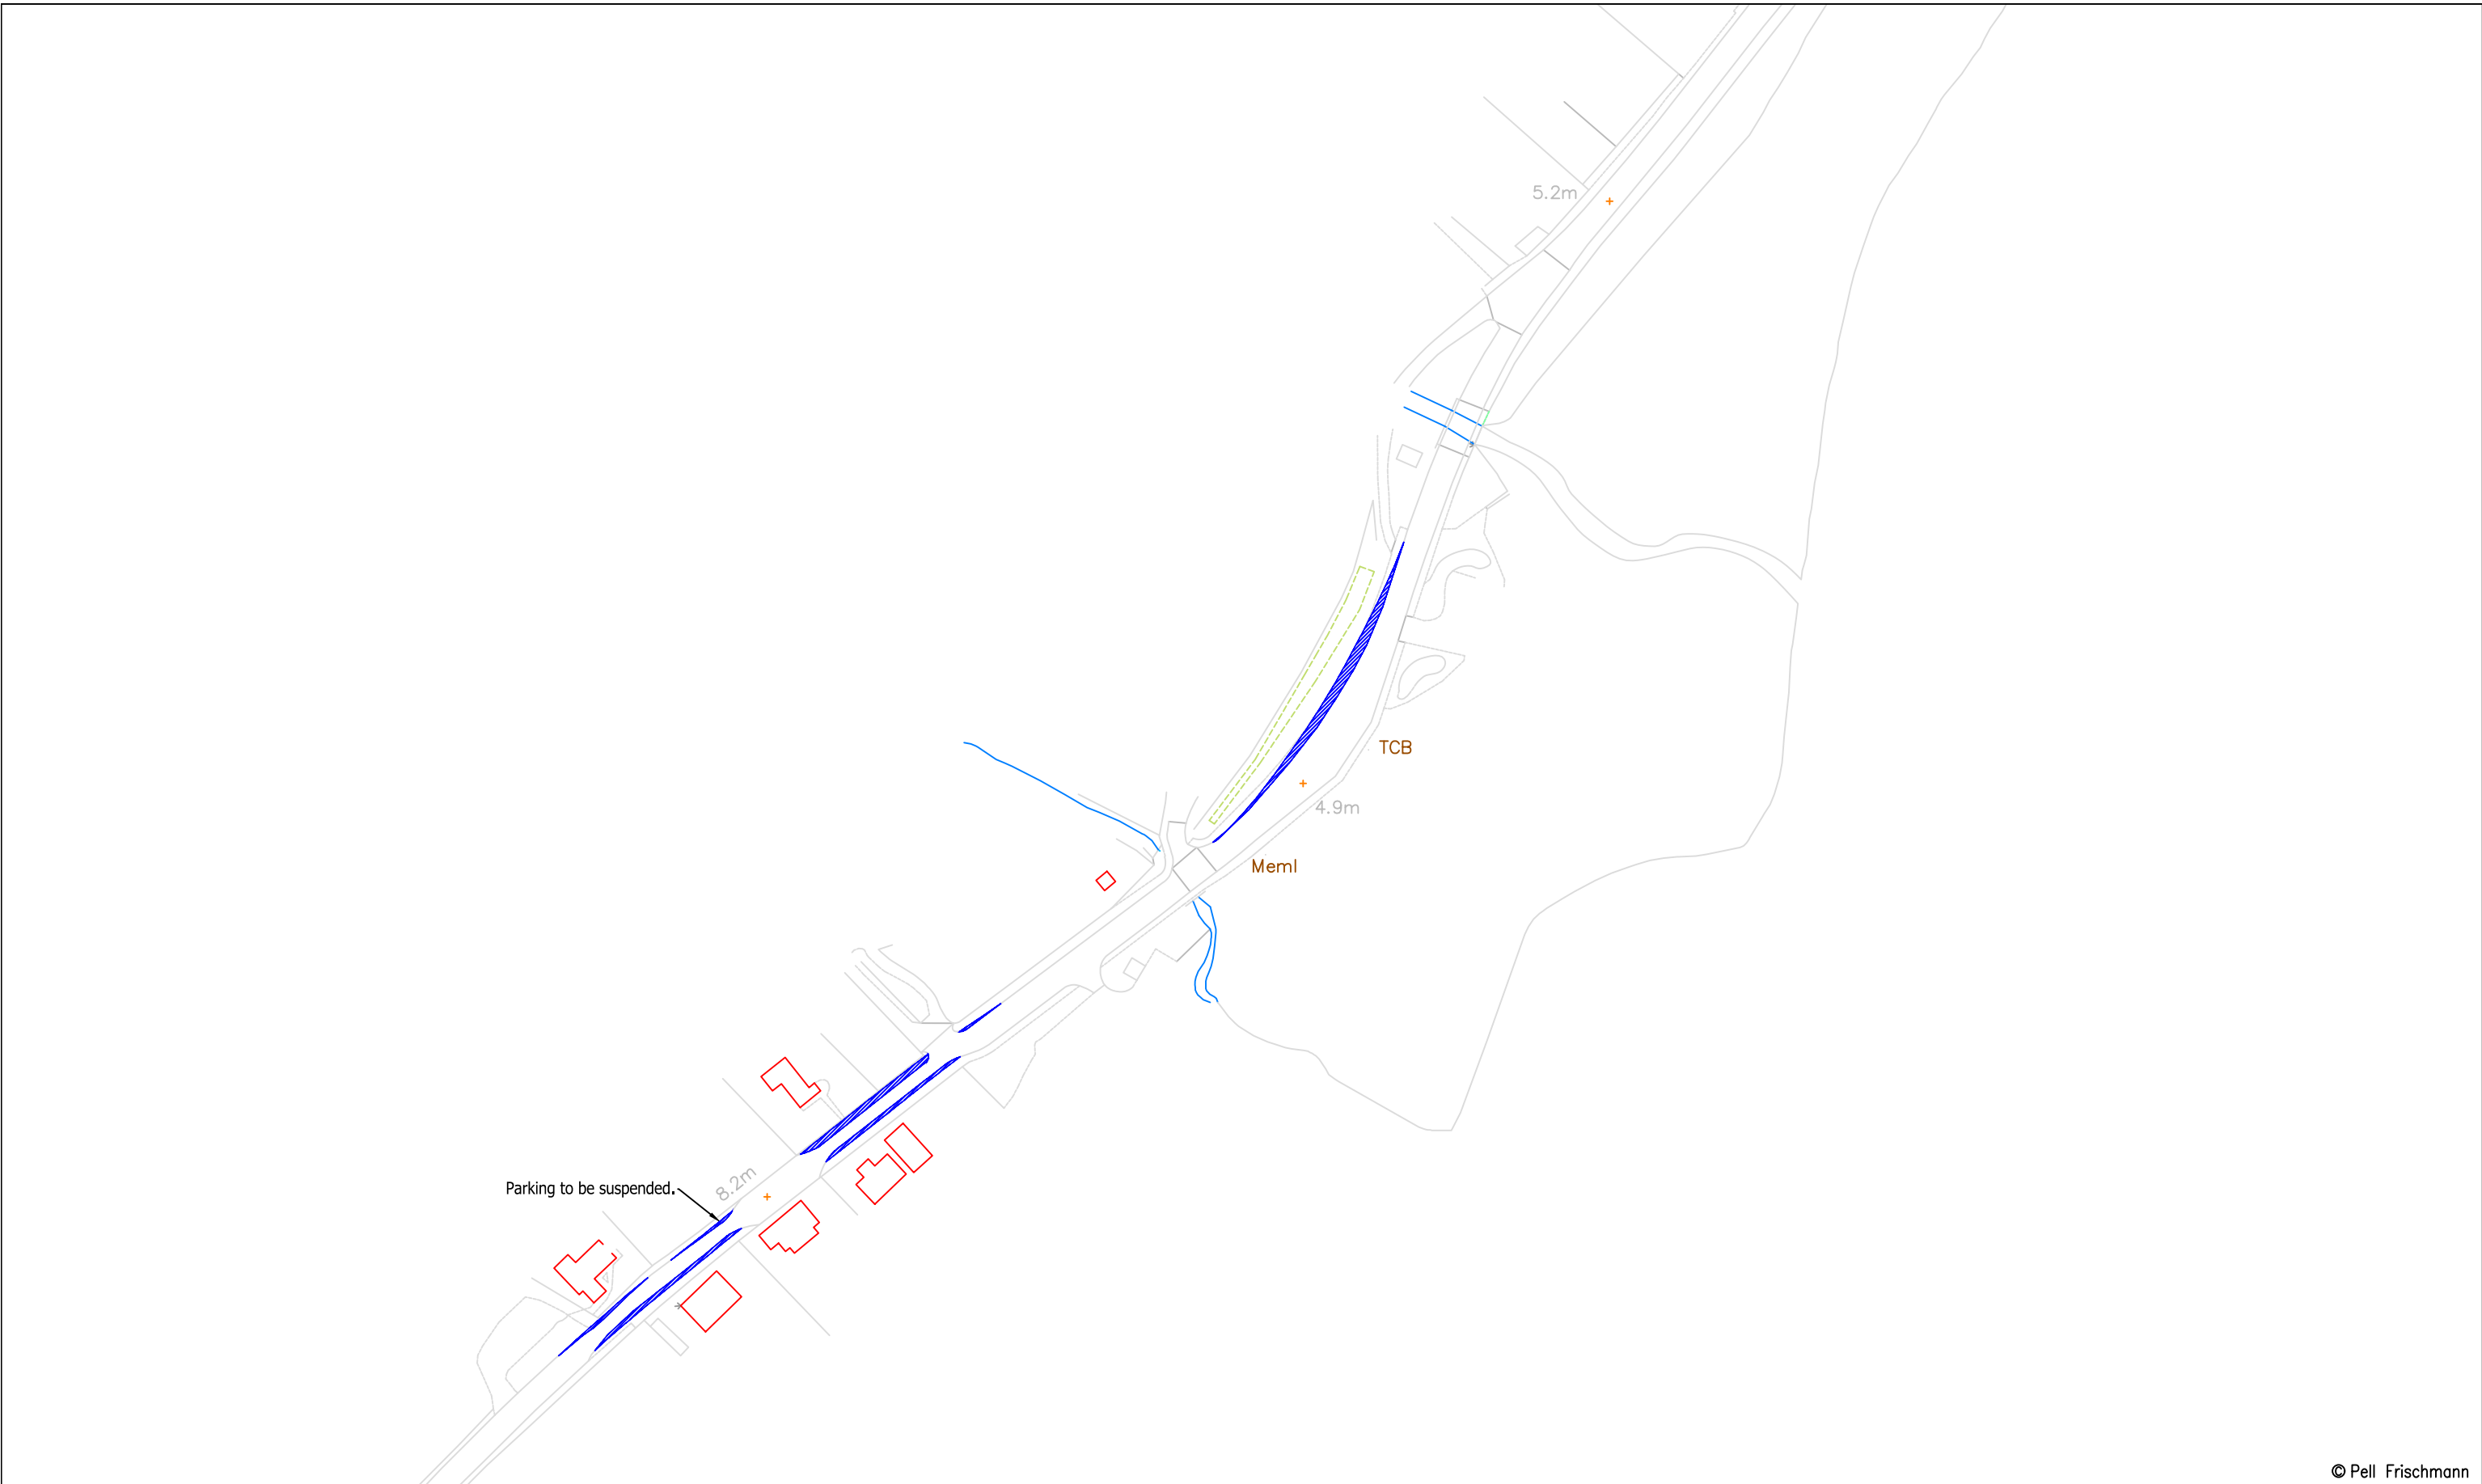 5.2m
TCB
4.9m
Meml
8.2m
Parking to be suspended.
© Pell Frischmann